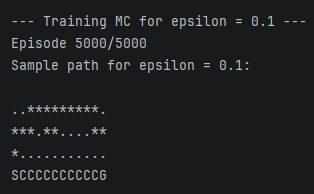 --- Training MC for epsilon = 0.1 ---
Episode 5000/5000
Sample path for epsilon = 0.1:
..*********.
***.**....**
*...........
SCCCCCCCCCCG